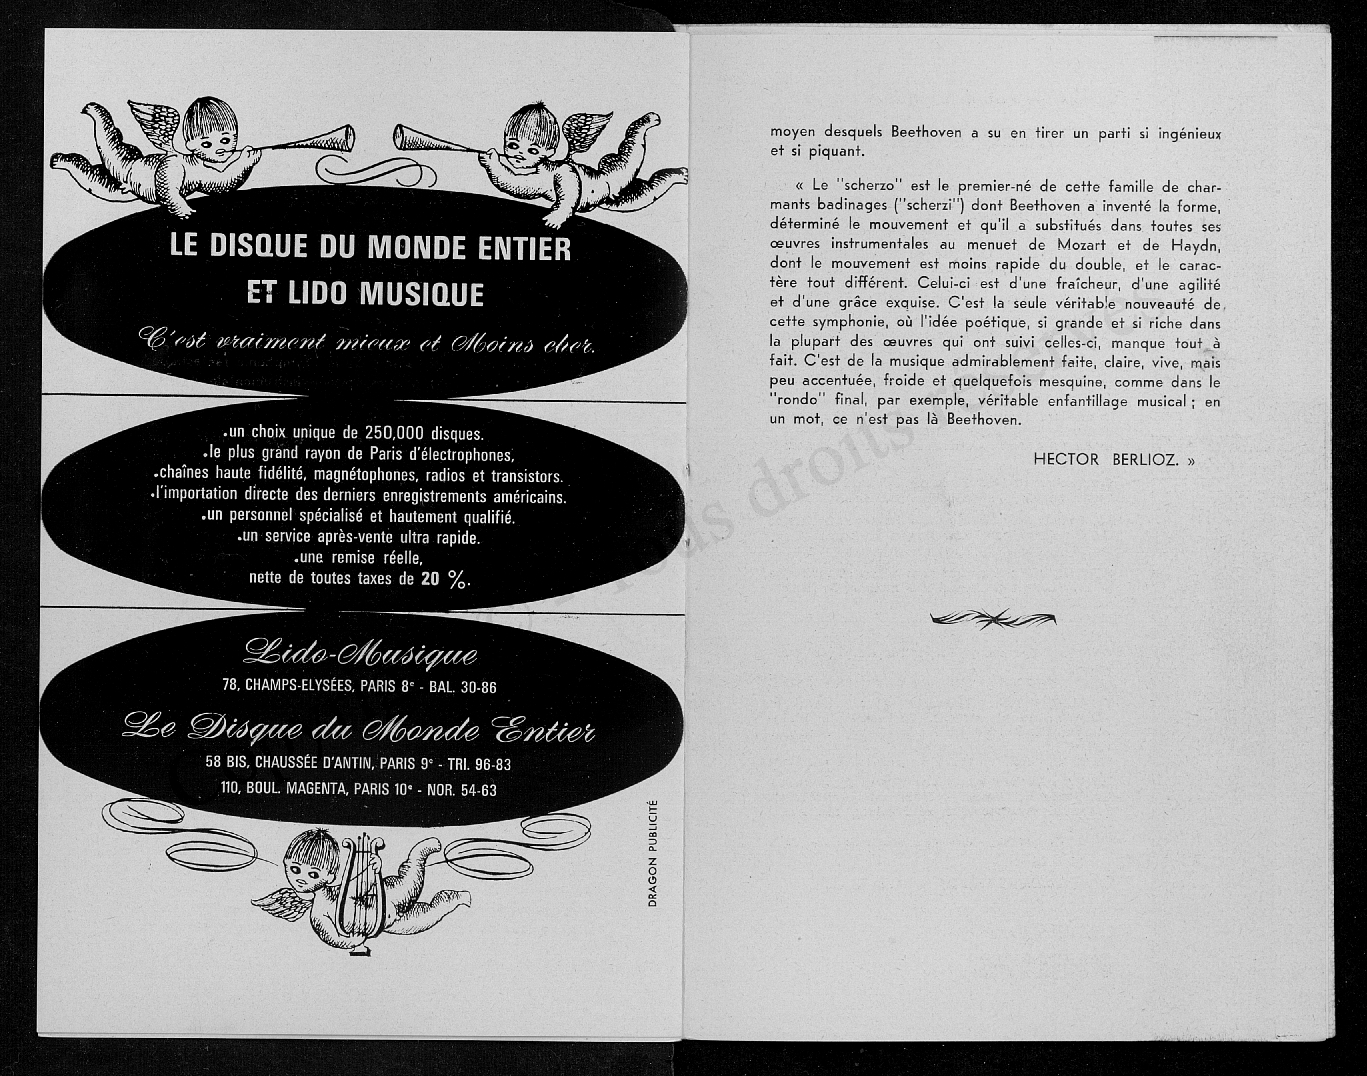 LE DISQUE DU MONDE ENTIER
ET LIDO MUSIQUE
C'est vraiment mieux et Moins cher.
.un choix unique de 250,000 disques.
.le plus grand rayon de Paris d'électrophones,
.chaînes haute fidélité, magnétophones, radios et transistors.
.l'importation directe des derniers enregistrements américains.
.un personnel spécialisé et hautement qualifié.
.un service après-vente ultra rapide.
.une remise réelle,
nette de toutes taxes de 20 %.
Lido-Musique
78, CHAMPS-ELYSÉES, PARIS 8e - BAL. 30-86
Le Disque du Monde Entier
58 BIS, CHAUSSÉE D'ANTIN, PARIS 9e - TRI. 96-83
110, BOUL. MAGENTA, PARIS 10e - NOR. 54-63
DRAGON PUBLICITÉ
moyen desquels Beethoven a su en tirer un parti si ingénieux
et si piquant.
« Le "scherzo" est le premier-né de cette famille de char-
mants badinages ("scherzi") dont Beethoven a inventé la forme,
déterminé le mouvement et qu'il a substitués dans toutes ses
œuvres instrumentales au menuet de Mozart et de Haydn,
dont le mouvement est moins rapide du double, et le carac-
tère tout différent. Celui-ci est d'une fraîcheur, d'une agilité
et d'une grâce exquise. C'est la seule véritable nouveauté de
cette symphonie, où l'idée poétique, si grande et si riche dans
la plupart des œuvres qui ont suivi celles-ci, manque tout à
fait. C'est de la musique admirablement faite, claire, vive, mais
peu accentuée, froide et quelquefois mesquine, comme dans le
"rondo" final, par exemple, véritable enfantillage musical ; en
un mot, ce n'est pas là Beethoven.
HECTOR BERLIOZ. »
droits